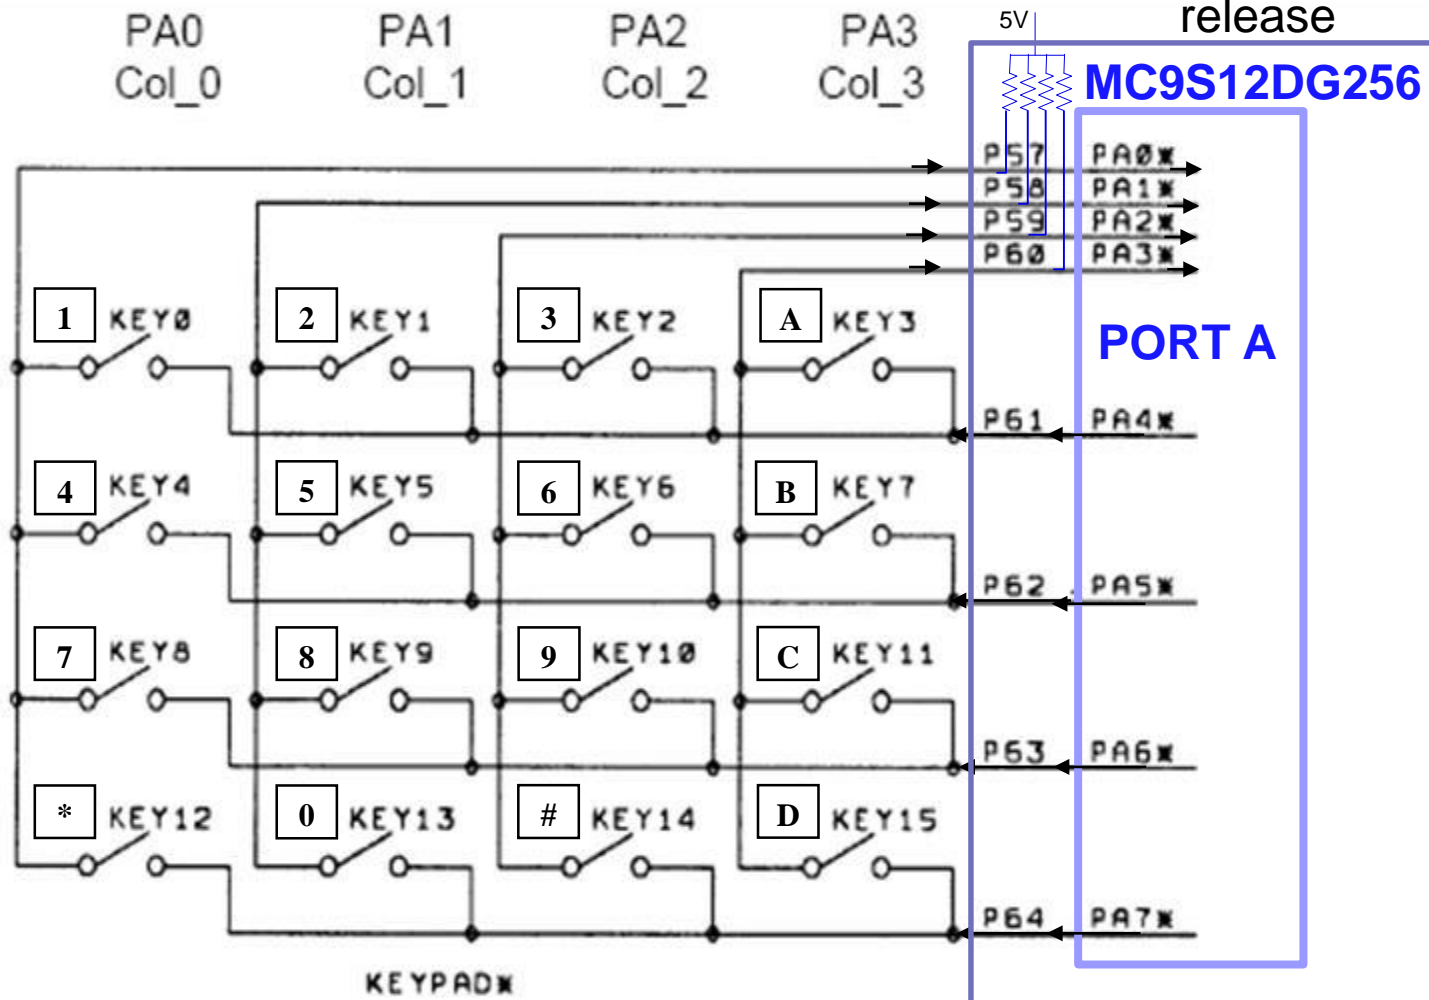 PA0 PA1 PA2 PA3 5V release
Col_0 Col_1 Col_2 Col_3 MC9S12DG256
P57 PA0*
P58 PA1*
P59 PA2*
P60 PA3*
1 KEY0 2 KEY1 3 KEY2 A KEY3
PORT A
P61 PA4*
4 KEY4 5 KEY5 6 KEY6 B KEY7
P62 PA5*
7 KEY8 8 KEY9 9 KEY10 C KEY11
P63 PA6*
* KEY12 0 KEY13 # KEY14 D KEY15
P64 PA7*
KEYPAD*